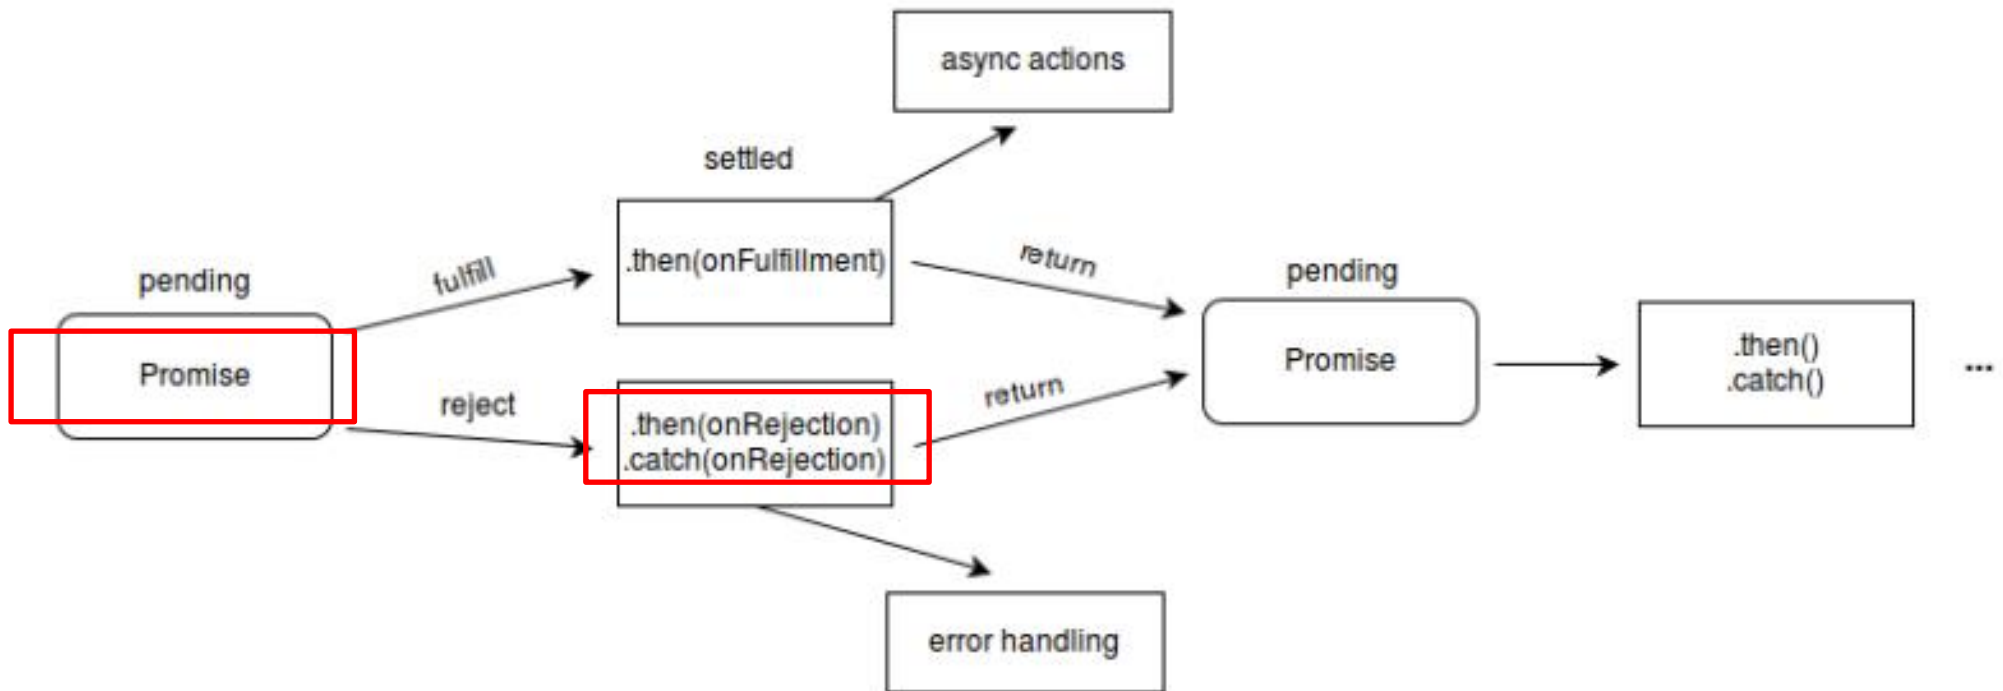 async actions
settled
.then(onFulfillment)
fulfill
return
pending
Promise
pending
Promise
.then()
.catch()
...
reject
.then(onRejection)
.catch(onRejection)
return
error handling